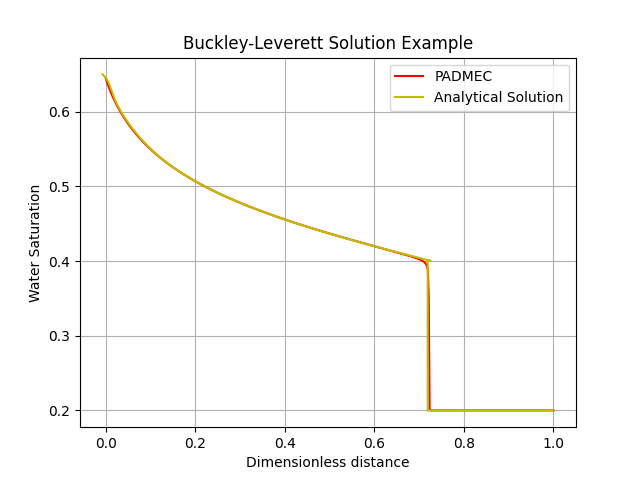 Buckley-Leverett Solution Example
PADMEC
Analytical Solution
Water Saturation
0.6
0.5
0.4
0.3
0.2
0.0 0.2 0.4 0.6 0.8 1.0
Dimensionless distance